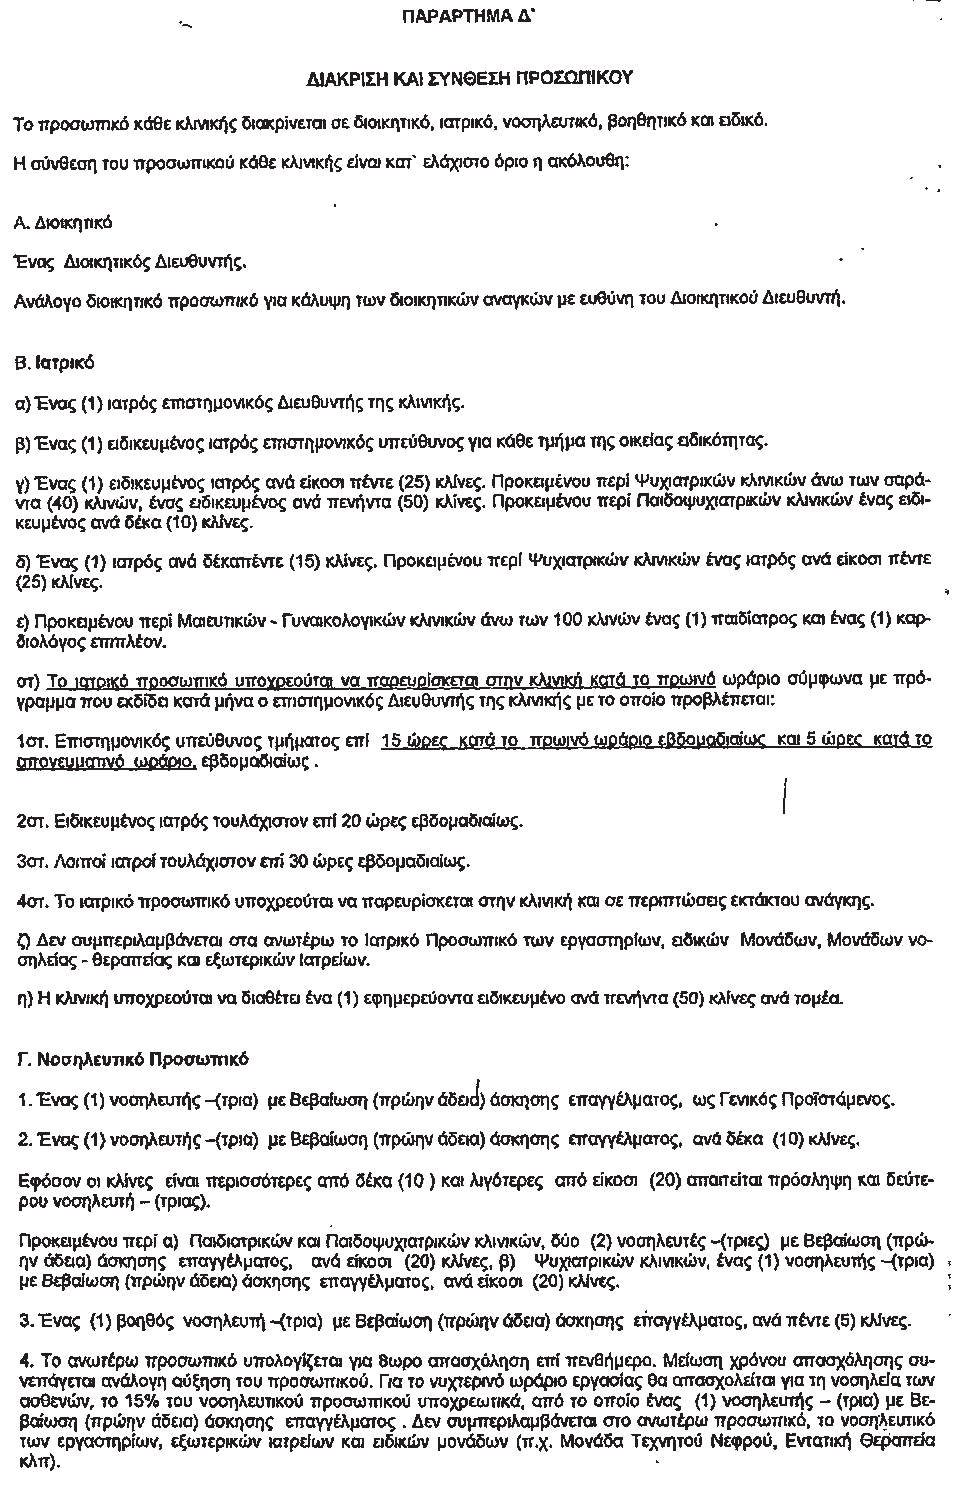 ΠΑΡΑΡΤΗΜΑ Δ'
ΔΙΑΚΡΙΣΗ ΚΑΙ ΣΥΝΘΕΣΗ ΠΡΟΣΩΠΙΚΟΥ
Το προσωπικό κάθε κλινικής διακρίνεται σε διοικητικό, ιατρικό, νοσηλευτικό, βοηθητικό και ειδικό.
Η σύνθεση του προσωπικού κάθε κλινικής είναι κατ' ελάχιστο όριο η ακόλουθη:
Α. Διοικητικό
Ένας Διοικητικός Διευθυντής.
Ανάλογο διοικητικό προσωπικό για κάλυψη των διοικητικών αναγκών με ευθύνη του Διοικητικού Διευθυντή.
Β. Ιατρικό
α) Ένας (1) ιατρός επιστημονικός Διευθυντής της κλινικής.
β) Ένας (1) ειδικευμένος ιατρός επιστημονικός υπεύθυνος για κάθε τμήμα της οικείας ειδικότητας.
γ) Ένας (1) ειδικευμένος ιατρός ανά είκοσι πέντε (25) κλίνες. Προκειμένου περί Ψυχιατρικών κλινικών άνω των σαρά-
ντα (40) κλινών, ένας ειδικευμένος ανά πενήντα (50) κλίνες. Προκειμένου περί Παιδοψυχιατρικών κλινικών ένας ειδι-
κευμένος ανά δέκα (10) κλίνες.
δ) Ένας (1) ιατρός ανά δέκαπέντε (15) κλίνες. Προκειμένου περί Ψυχιατρικών κλινικών ένας ιατρός ανά είκοσι πέντε
(25) κλίνες.
ε) Προκειμένου περί Μαιευτικών - Γυναικολογικών κλινικών άνω των 100 κλινών ένας (1) παιδίατρος και ένας (1) καρ-
διολόγος επιπλέον.
στ) Το ιατρικό προσωπικό υποχρεούται να παρευρίσκεται στην κλινική κατά το πρωινό ωράριο σύμφωνα με πρό-
γραμμα που εκδίδει κατά μήνα ο επιστημονικός Διευθυντής της κλινικής με το οποίο προβλέπεται:
1στ. Επιστημονικός υπεύθυνος τμήματος επί 15 ώρες κατά το πρωινό ωράριο εβδομαδιαίως και 5 ώρες κατά το
απογευματινό ωράριο, εβδομαδιαίως .
2στ. Ειδικευμένος ιατρός τουλάχιστον επί 20 ώρες εβδομαδιαίως.
3στ. Λοιποί ιατροί τουλάχιστον επί 30 ώρες εβδομαδιαίως.
4στ. Το ιατρικό προσωπικό υποχρεούται να παρευρίσκεται στην κλινική και σε περιπτώσεις εκτάκτου ανάγκης.
ζ) Δεν συμπεριλαμβάνεται στα ανωτέρω το Ιατρικό Προσωπικό των εργαστηρίων, ειδικών Μονάδων, Μονάδων νο-
σηλείας - θεραπείας και εξωτερικών Ιατρείων.
η) Η κλινική υποχρεούται να διαθέτει ένα (1) εφημερεύοντα ειδικευμένο ανά πενήντα (50) κλίνες ανά τομέα.
Γ. Νοσηλευτικό Προσωπικό
1. Ένας (1) νοσηλευτής –(τρια) με Βεβαίωση (πρώην άδεια) άσκησης επαγγέλματος, ως Γενικός Προϊστάμενος.
2. Ένας (1) νοσηλευτής –(τρια) με Βεβαίωση (πρώην άδεια) άσκησης επαγγέλματος, ανά δέκα (10) κλίνες.
Εφόσον οι κλίνες είναι περισσότερες από δέκα (10 ) και λιγότερες από είκοσι (20) απαιτείται πρόσληψη και δεύτε-
ρου νοσηλευτή – (τριας).
Προκειμένου περί α) Παιδιατρικών και Παιδοψυχιατρικών κλινικών, δύο (2) νοσηλευτές –(τριες) με Βεβαίωση (πρώ-
ην άδεια) άσκησης επαγγέλματος, ανά είκοσι (20) κλίνες, β) Ψυχιατρικών κλινικών, ένας (1) νοσηλευτής –(τρια)
με Βεβαίωση (πρώην άδεια) άσκησης επαγγέλματος, ανά είκοσι (20) κλίνες.
3. Ένας (1) βοηθός νοσηλευτή –(τρια) με Βεβαίωση (πρώην άδεια) άσκησης επαγγέλματος, ανά πέντε (5) κλίνες.
4. Το ανωτέρω προσωπικό υπολογίζεται για 8ωρο απασχόληση επί πενθήμερο. Μείωση χρόνου απασχόλησης συ-
νεπάγεται ανάλογη αύξηση του προσωπικού. Για το νυχτερινό ωράριο εργασίας θα απασχολείται για τη νοσηλεία των
ασθενών, το 15% του νοσηλευτικού προσωπικού υποχρεωτικά, από το οποίο ένας (1) νοσηλευτής – (τρια) με Βε-
βαίωση (πρώην άδεια) άσκησης επαγγέλματος . Δεν συμπεριλαμβάνεται στο ανωτέρω προσωπικό, το νοσηλευτικό
των εργαστηρίων, εξωτερικών ιατρείων και ειδικών μονάδων (π.χ. Μονάδα Τεχνητού Νεφρού, Εντατική Θεραπεία
κλπ).